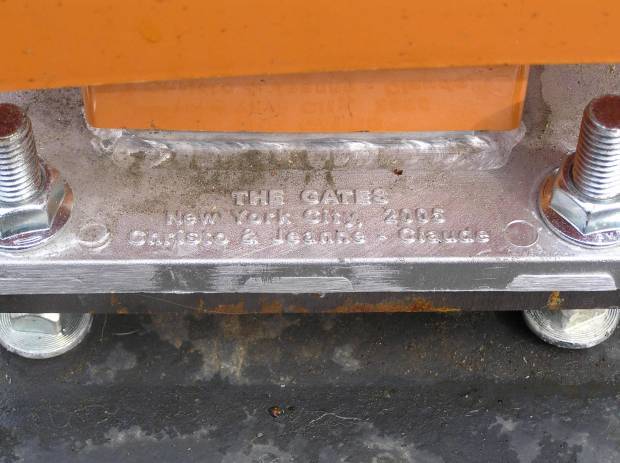 THE GATES
New York City, 2005
Christo & Jeanne - Claude